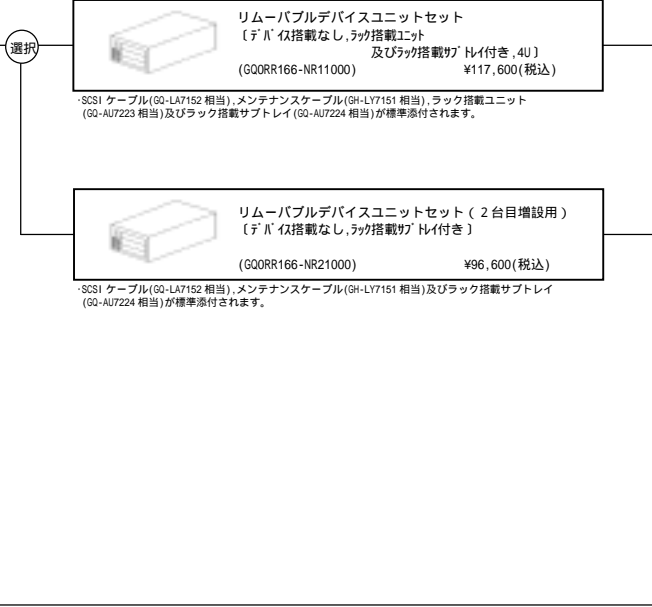 選択
リムーバブルデバイスユニットセット
〔ﾃﾞﾊﾞｲｽ搭載なし,ﾗｯｸ搭載ﾕﾆｯﾄ
及びﾗｯｸ搭載ｻﾌﾞﾄﾚｲ付き,4U〕
(GQ0RR166-NR11000) ¥117,600(税込)
･SCSI ケーブル(GQ-LA7152 相当),メンテナンスケーブル(GH-LY7151 相当),ラック搭載ユニット
(GQ-AU7223 相当)及びラック搭載サブトレイ(GQ-AU7224 相当)が標準添付されます。
リムーバブルデバイスユニットセット(２台目増設用)
〔ﾃﾞﾊﾞｲｽ搭載なし,ﾗｯｸ搭載ｻﾌﾞﾄﾚｲ付き〕
(GQ0RR166-NR21000) ¥96,600(税込)
･SCSI ケーブル(GQ-LA7152 相当),メンテナンスケーブル(GH-LY7151 相当)及びラック搭載サブトレイ
(GQ-AU7224 相当)が標準添付されます。